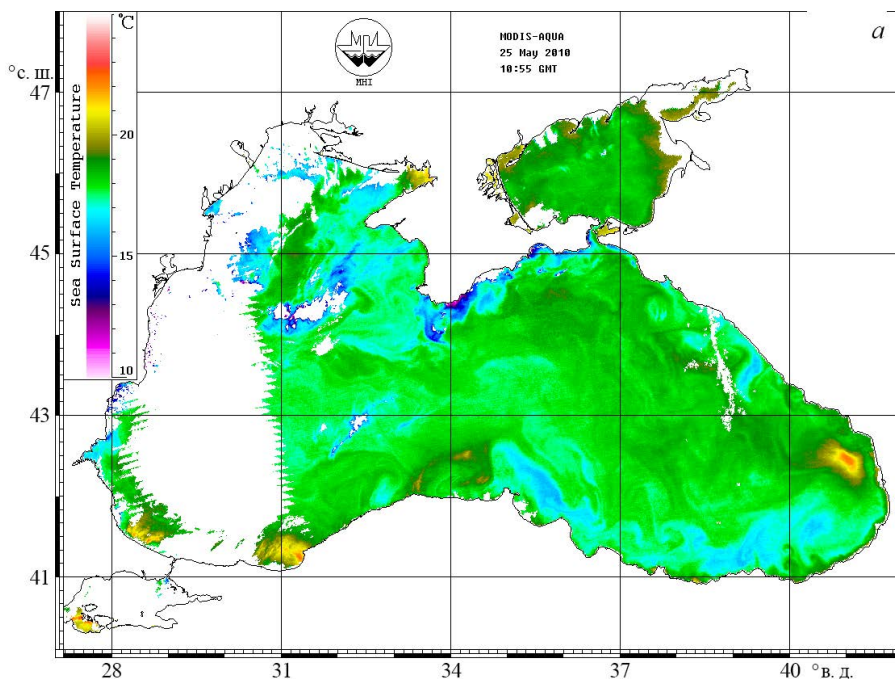 °C
а
МГИ
MHI
MODIS-AQUA
25 May 2010
10:55 GMT
°с. ш.
Sea Surface Temperature
20
15
10
47
45
43
41
28
31
34
37
40
°в. д.